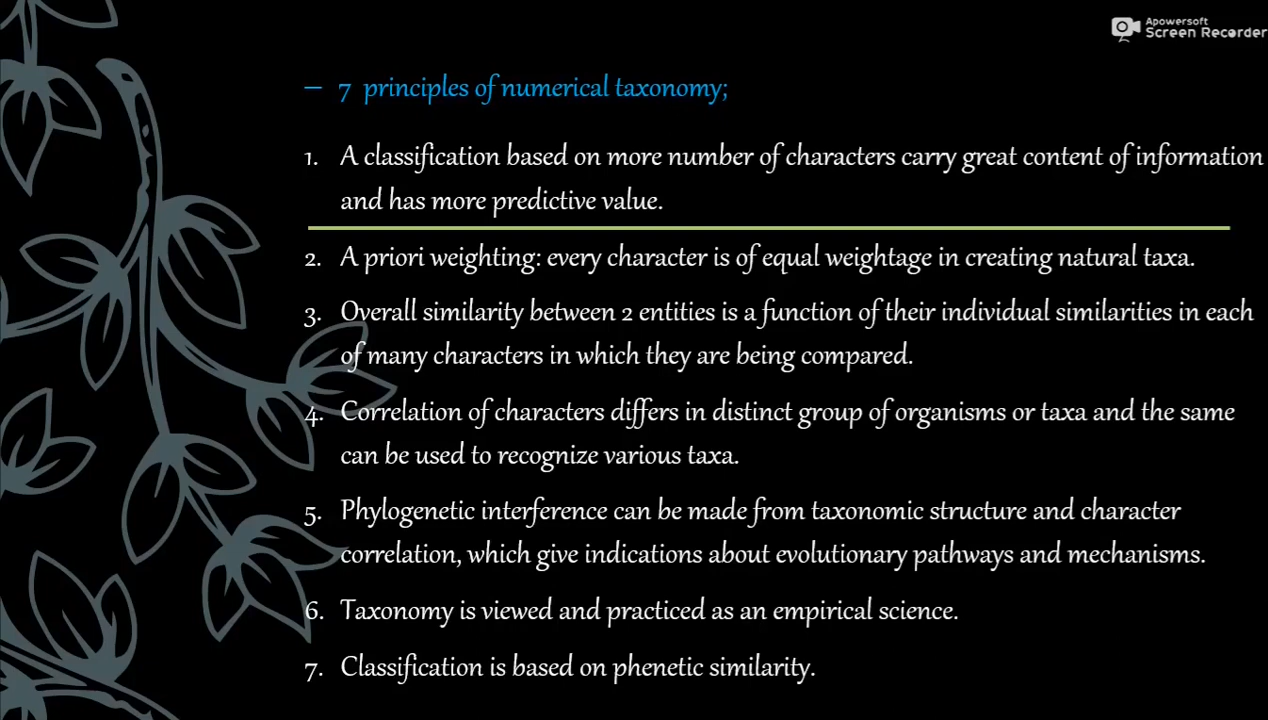 Apowersoft
Screen Recorder
– 7 principles of numerical taxonomy;
1. A classification based on more number of characters carry great content of information
and has more predictive value.
2. A priori weighting: every character is of equal weightage in creating natural taxa.
3. Overall similarity between 2 entities is a function of their individual similarities in each
of many characters in which they are being compared.
4. Correlation of characters differs in distinct group of organisms or taxa and the same
can be used to recognize various taxa.
5. Phylogenetic interference can be made from taxonomic structure and character
correlation, which give indications about evolutionary pathways and mechanisms.
6. Taxonomy is viewed and practiced as an empirical science.
7. Classification is based on phenetic similarity.